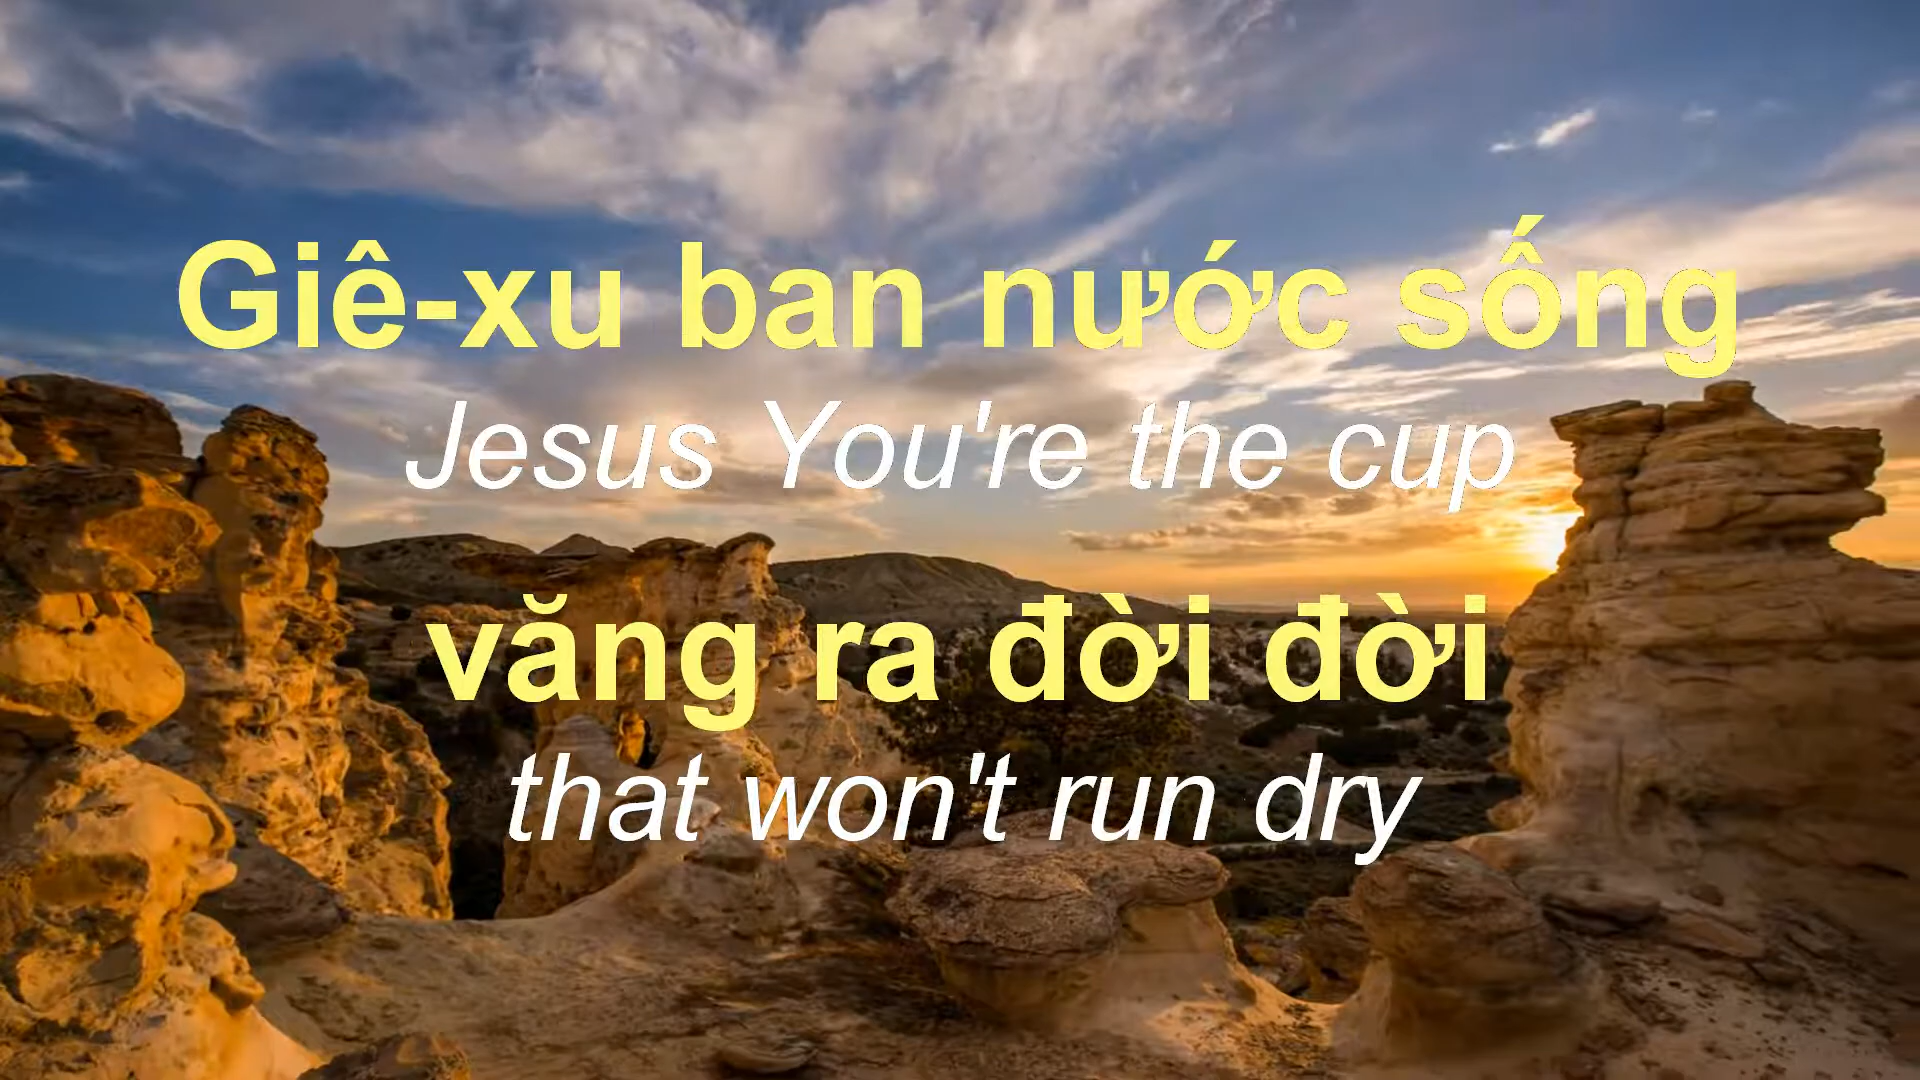 Giê-xu ban nước sống
Jesus You're the cup
văng ra đời đời
that won't run dry